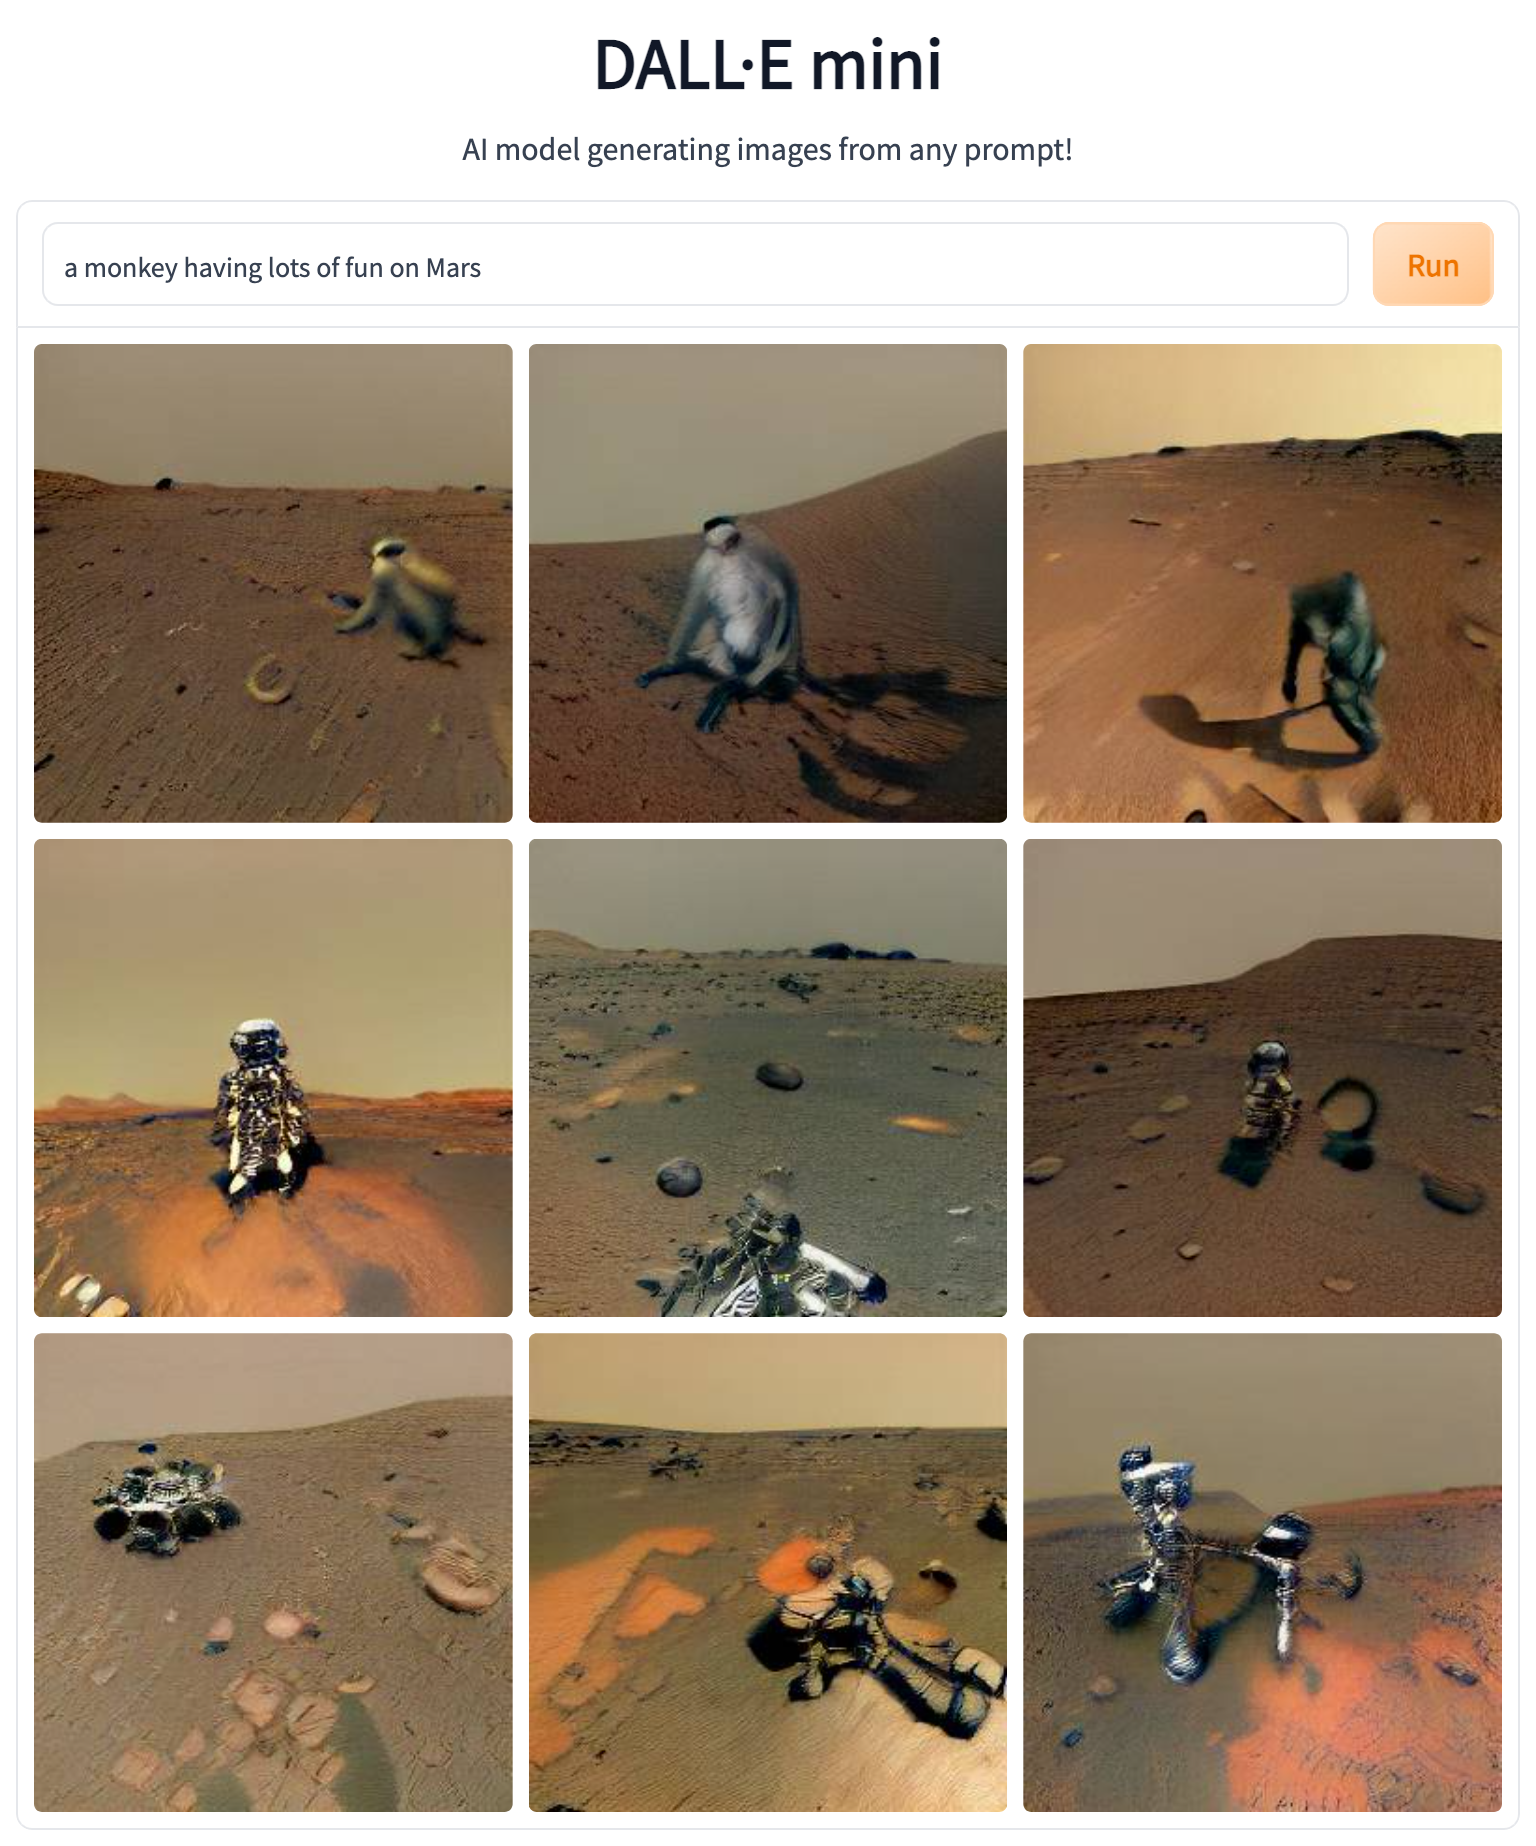 DALL·E mini
AI model generating images from any prompt!
a monkey having lots of fun on Mars
Run